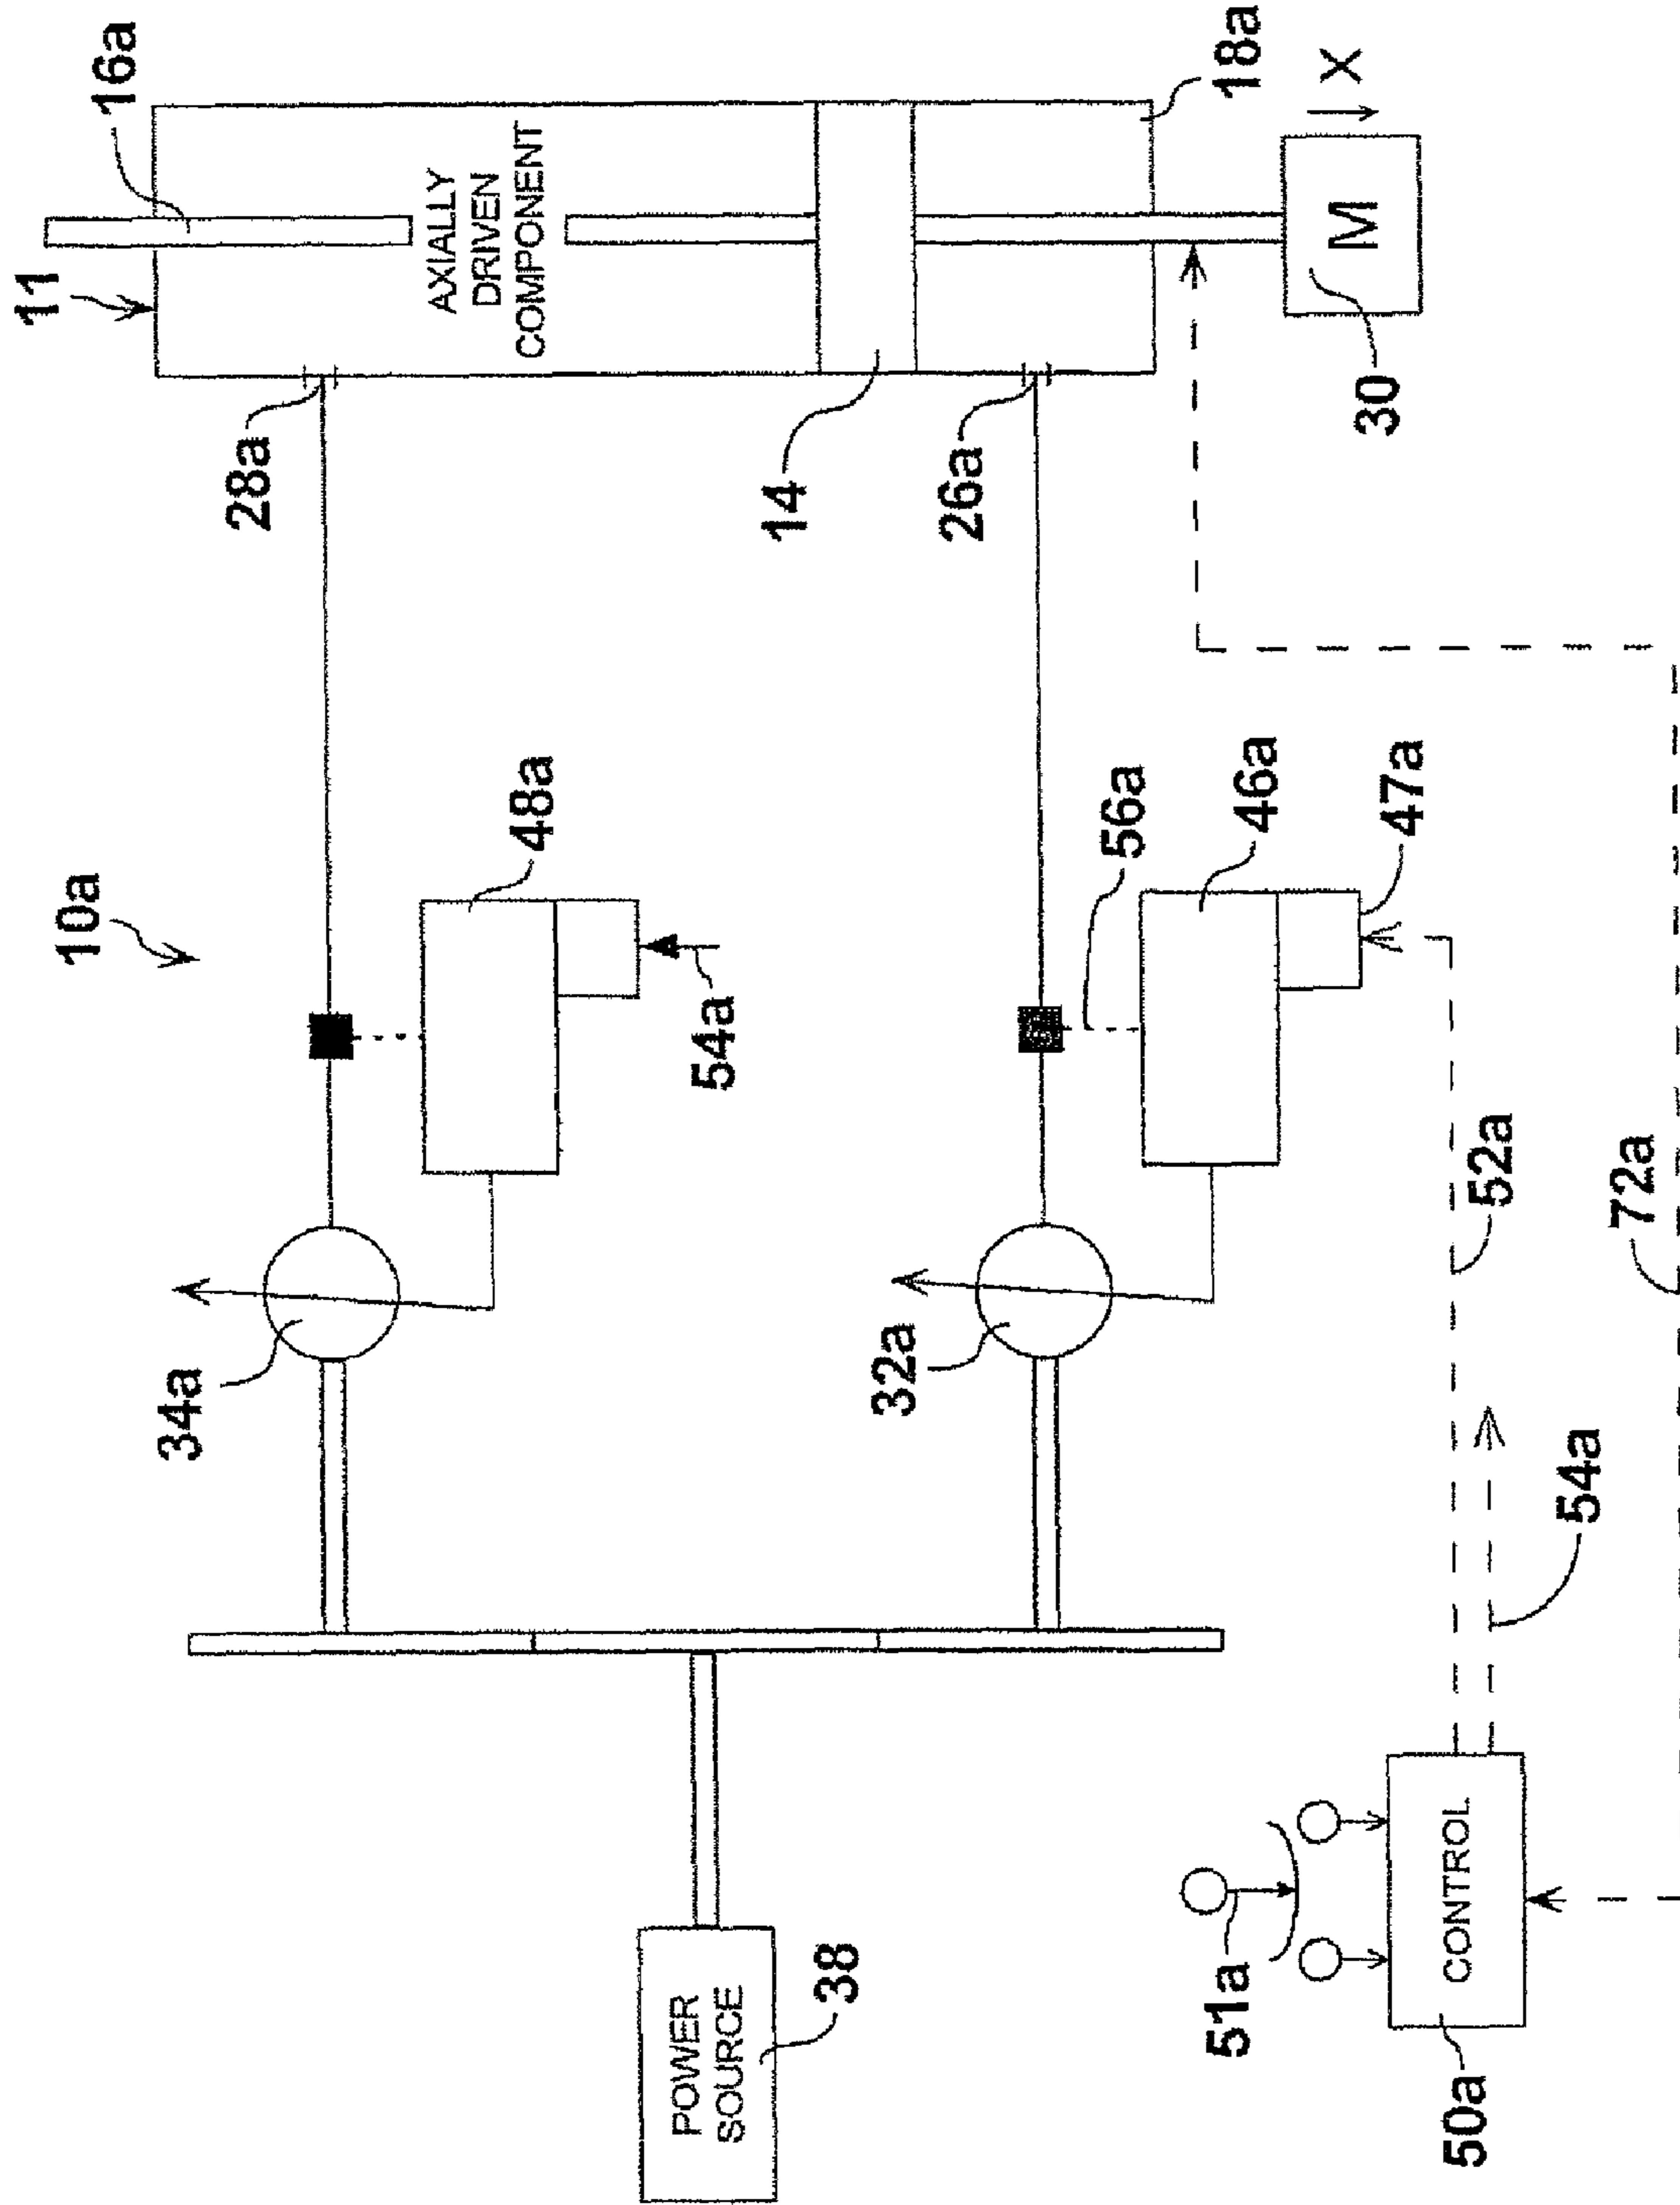 11
16a
AXIALLY
DRIVEN
COMPONENT
28a
14
26a
18a
X
M
30
10a
48a
54a
56a
46a
47a
34a
32a
52a
72a
54a
POWER
SOURCE
38
51a
CONTROL
50a